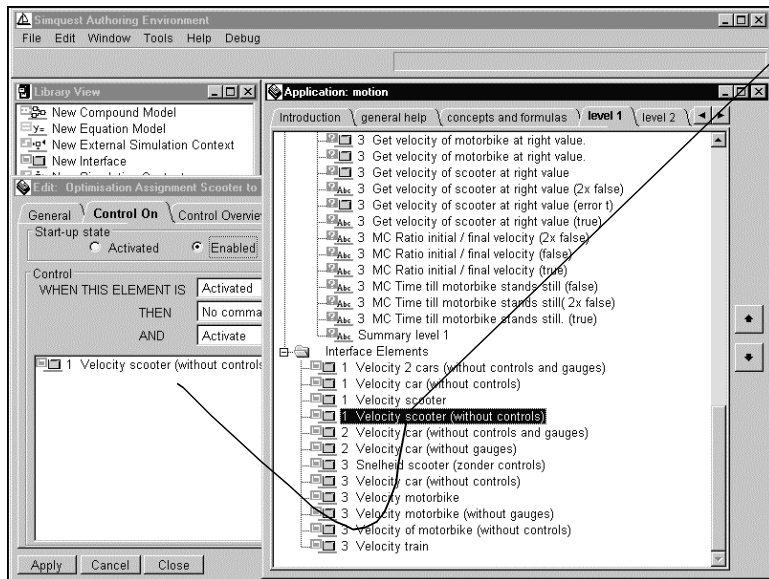 Simquest Authoring Environment
File Edit Window Tools Help Debug
Library View
New Compound Model
y= New Equation Model
New External Simulation Context
New Interface
Edit: Optimisation Assignment Scooter to
General Control On Control Overvie
Start-up state
Activated Enabled
Control
WHEN THIS ELEMENT IS Activated
THEN No comma
AND Activate
1 Velocity scooter (without controls
Apply Cancel Close
Application: motion
Introduction general help concepts and formulas level 1 level 2
3 Get velocity of motorbike at right value.
3 Get velocity of motorbike at right value.
3 Get velocity of scooter at right value
Abc 3 Get velocity of scooter at right value (2x false)
3 Get velocity of scooter at right value (error t)
Abc 3 Get velocity of scooter at right value (true)
Abc 3 MC Ratio initial / final velocity (2x false)
Abc 3 MC Ratio initial / final velocity (false)
Abc 3 MC Ratio initial / final velocity (true)
Abc 3 MC Time till motorbike stands still (false)
Abc 3 MC Time till motorbike stands still( 2x false)
Abc 3 MC Time till motorbike stands still. (true)
Abc Summary level 1
Interface Elements
1 Velocity 2 cars (without controls and gauges)
1 Velocity car (without controls)
1 Velocity scooter
1 Velocity scooter (without controls)
2 Velocity car (without controls and gauges)
2 Velocity car (without gauges)
3 Snelheid scooter (zonder controls)
3 Velocity car (without controls)
3 Velocity motorbike
3 Velocity motorbike (without gauges)
3 Velocity of motorbike (without controls)
3 Velocity train